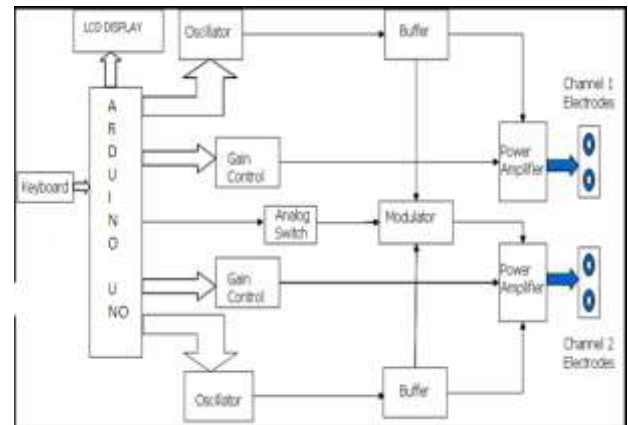 LCD DISPLAY
Oscillator
Buffer
Channel 1
Electrodes
A
R
D
U
I
N
O
U
NO
Keyboard
Gain
Control
Power
Amplifier
Analog
Switch
Modulator
Gain
Control
Power
Amplifier
Oscillator
Buffer
Channel 2
Electrodes